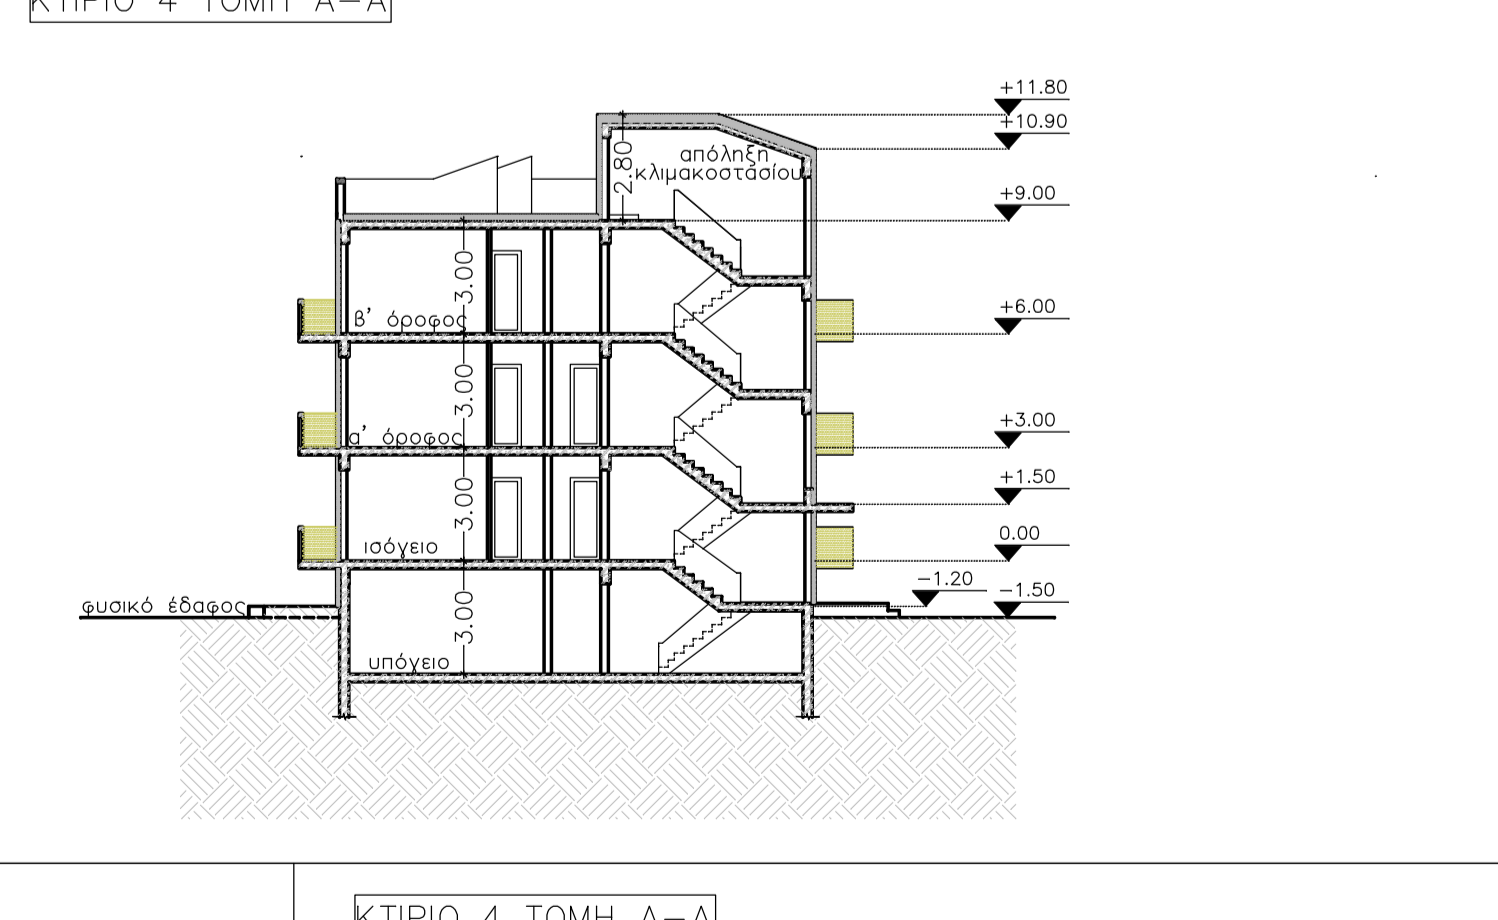 ΚΤΙΡΙΟ 4 ΤΟΜΗ Α-Α
+11.80
+10.90
απόληξη
κλιμακοστασίου
2.80
+9.00
3.00
+6.00
β' όροφος
3.00
+3.00
α' όροφος
+1.50
3.00
0.00
ισόγειο
-1.20
-1.50
φυσικό έδαφος
3.00
υπόγειο
ΚΤΙΡΙΟ 4 ΤΟΜΗ Α-Α